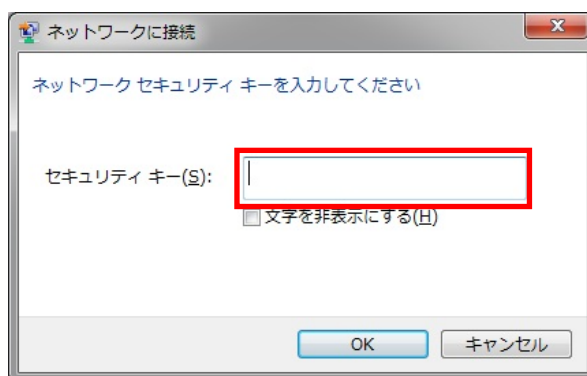 ネットワークに接続
ネットワーク セキュリティ キーを入力してください
セキュリティ キー(S):
文字を非表示にする(H)
OK
キャンセル